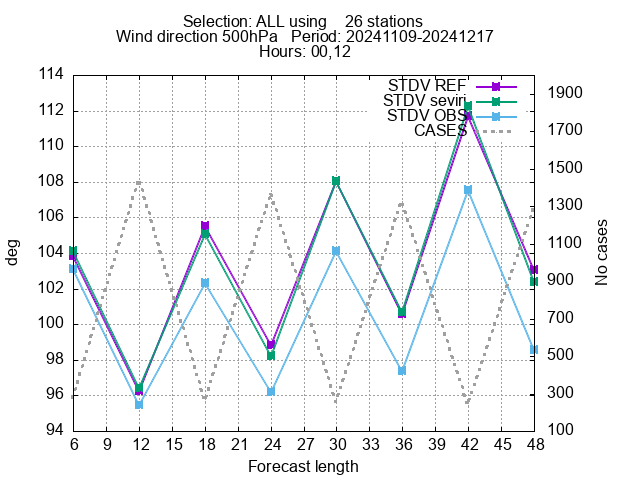 Selection: ALL using    26 stations
Wind direction 500hPa   Period: 20241109-20241217
Hours: 00,12
STDV REF
STDV seviri
STDV OBS
CASES
114
112
110
108
106
104
102
100
98
96
94
deg
1900
1700
1500
1300
1100
900
700
500
300
100
No cases
6 9 12 15 18 21 24 27 30 33 36 39 42 45 48
Forecast length